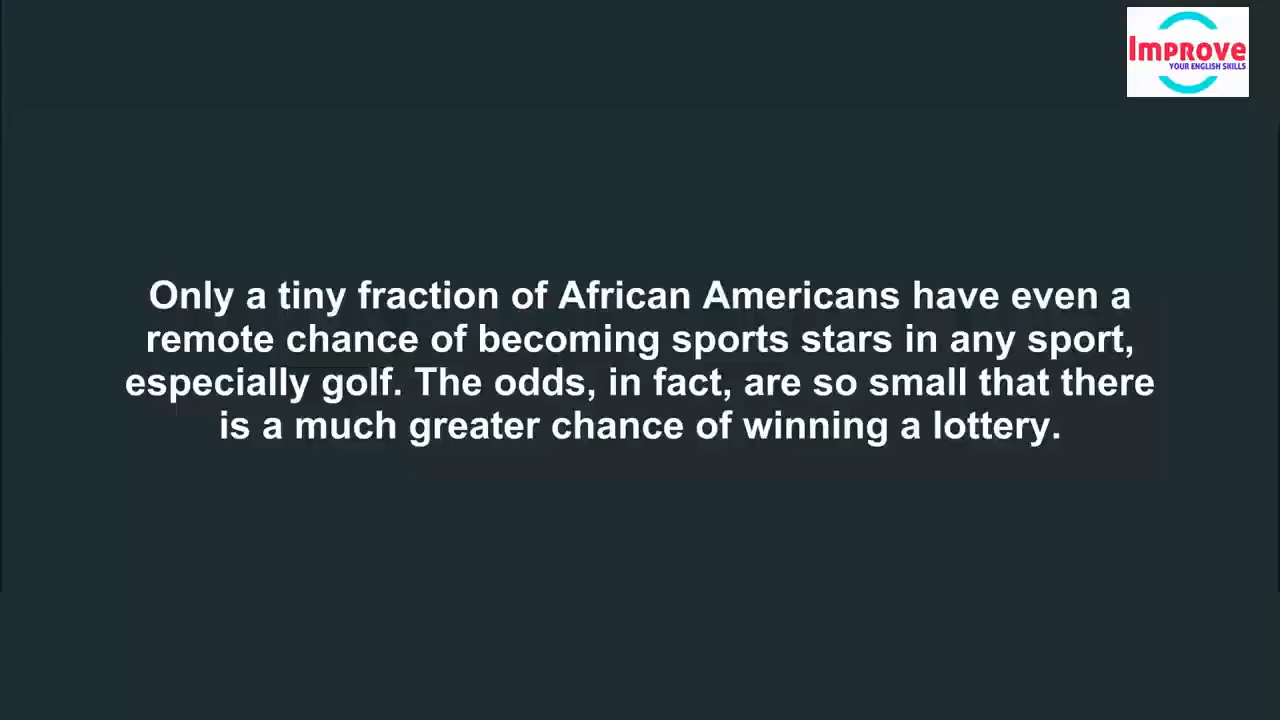 Improve
YOUR ENGLISH SKILLS
Only a tiny fraction of African Americans have even a
remote chance of becoming sports stars in any sport,
especially golf. The odds, in fact, are so small that there
is a much greater chance of winning a lottery.